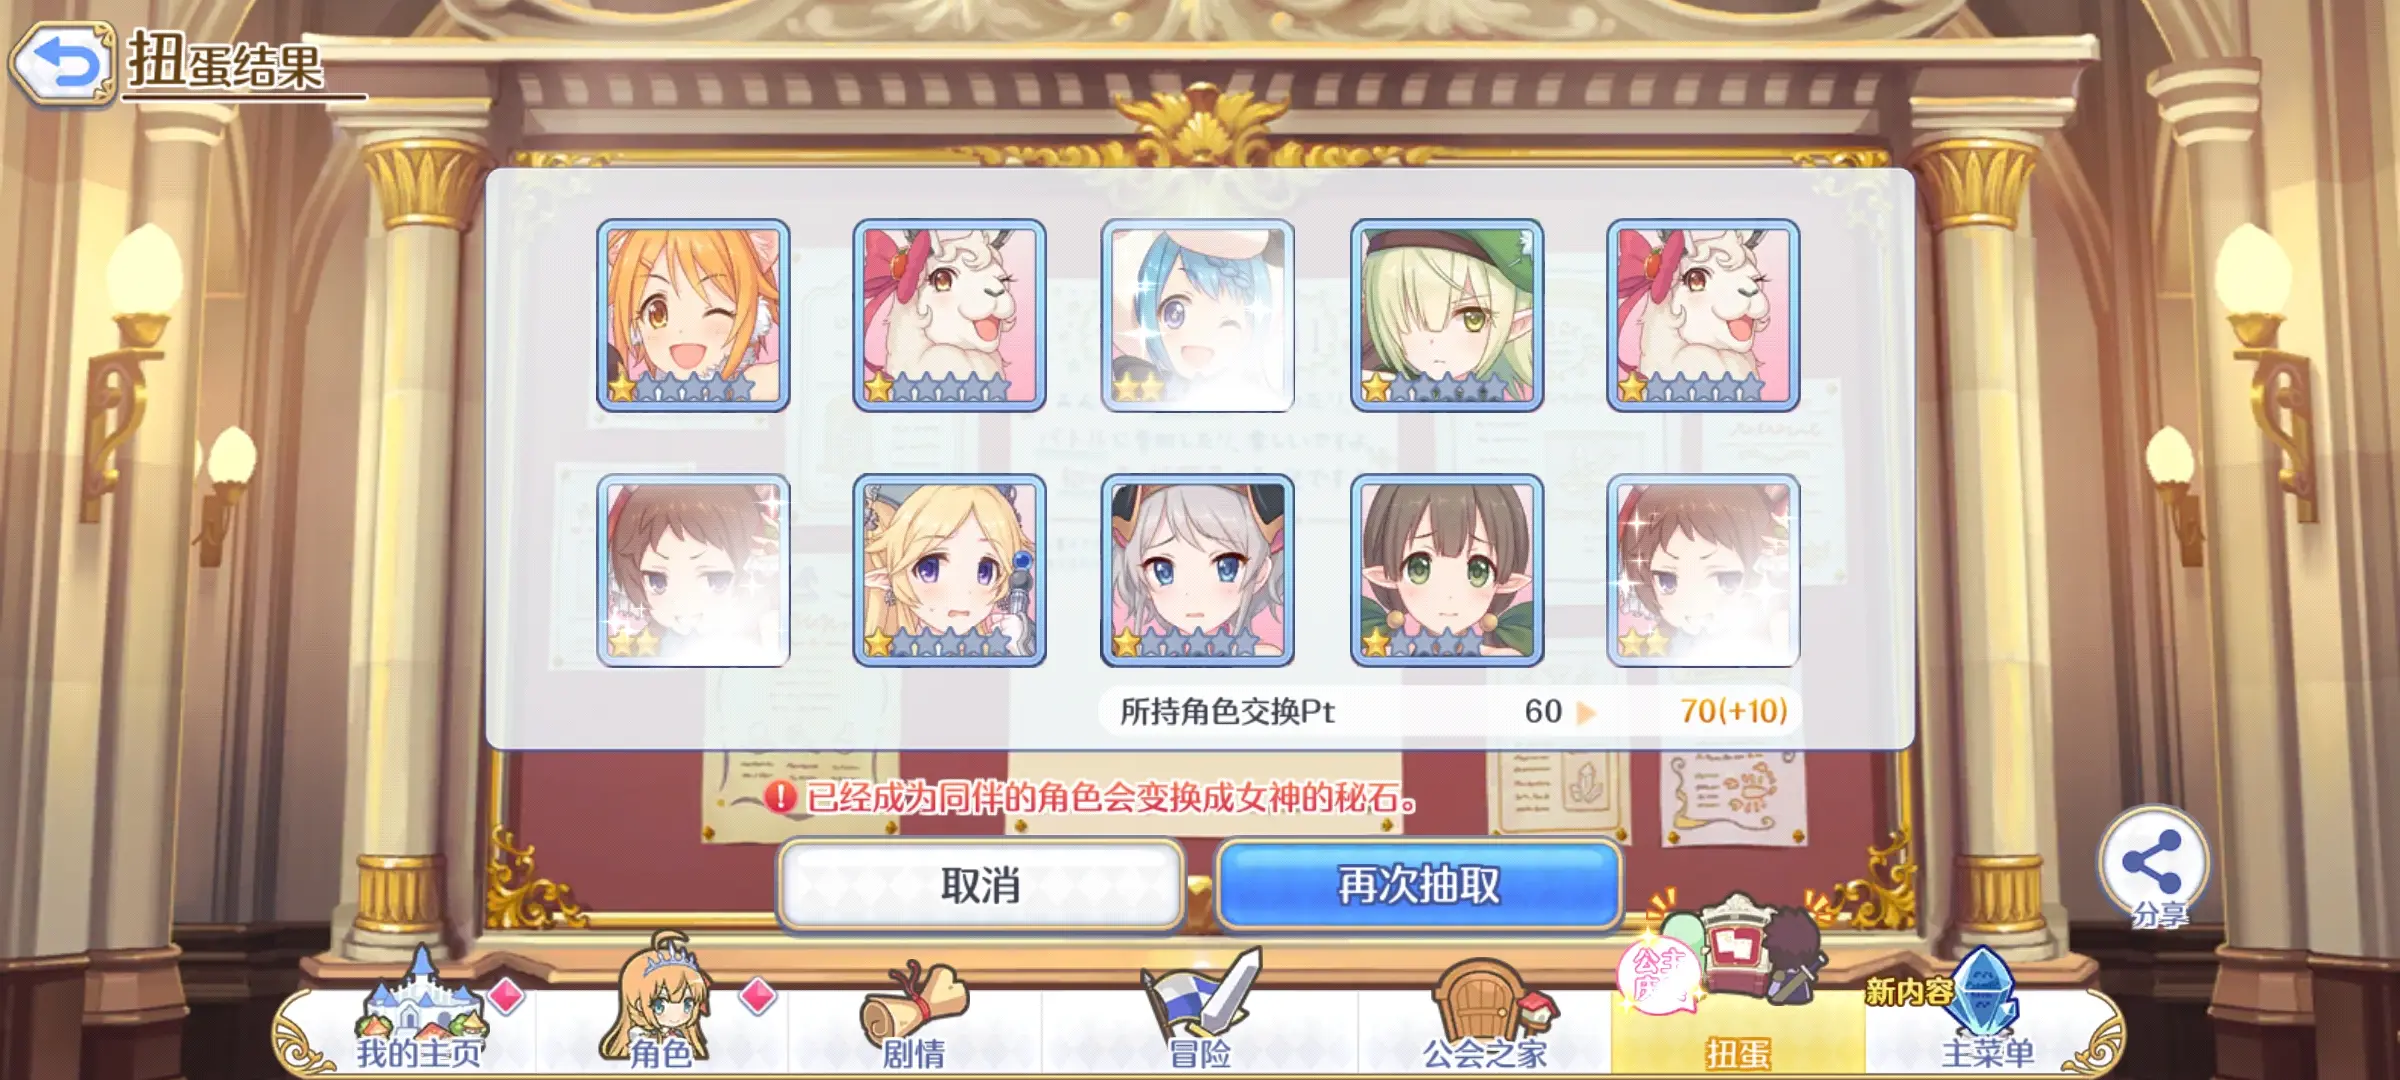 扭蛋结果
所持角色交换Pt 60 70(+10)
已经成为同伴的角色会变换成女神的秘石。
取消
再次抽取
分享
新内容
我的主页
角色
剧情
冒险
公会之家
扭蛋
主菜单